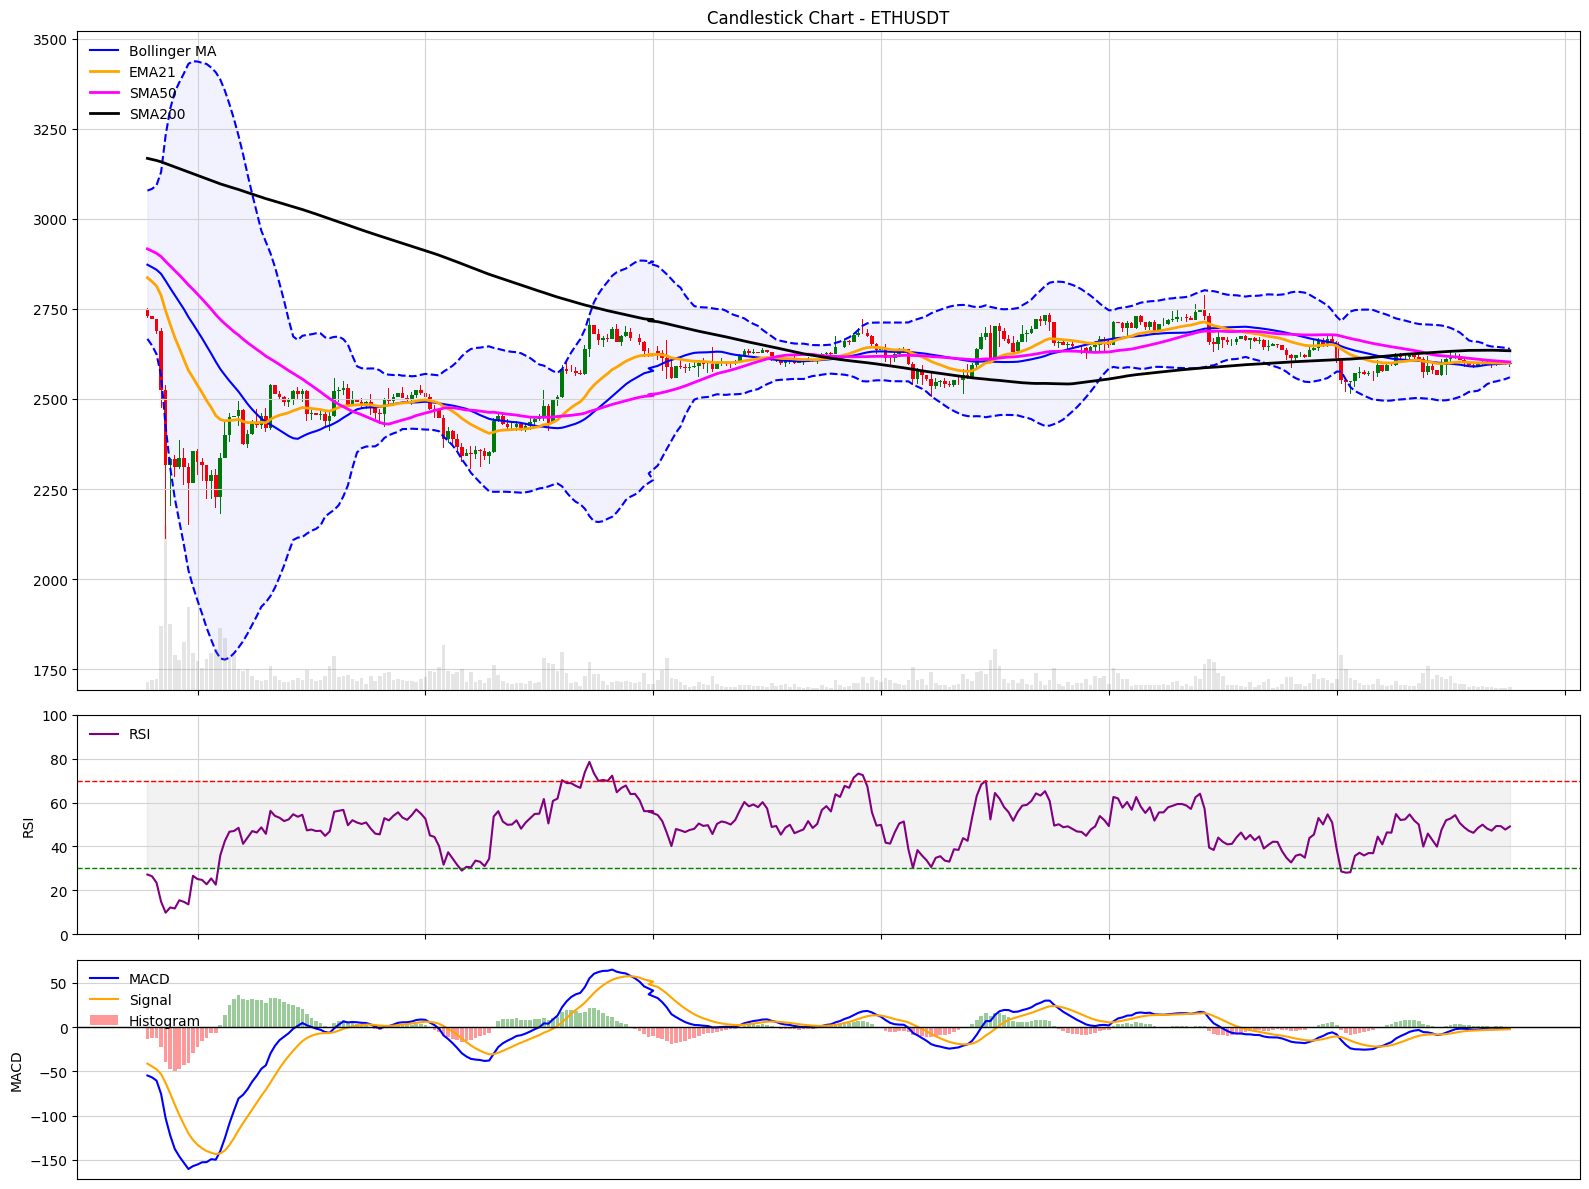 Candlestick Chart - ETHUSDT
3500
3250
3000
2750
2500
2250
2000
1750
Bollinger MA
EMA21
SMA50
SMA200
RSI
100
80
60
40
20
0
RSI
MACD
50
0
−50
−100
−150
MACD
Signal
Histogram